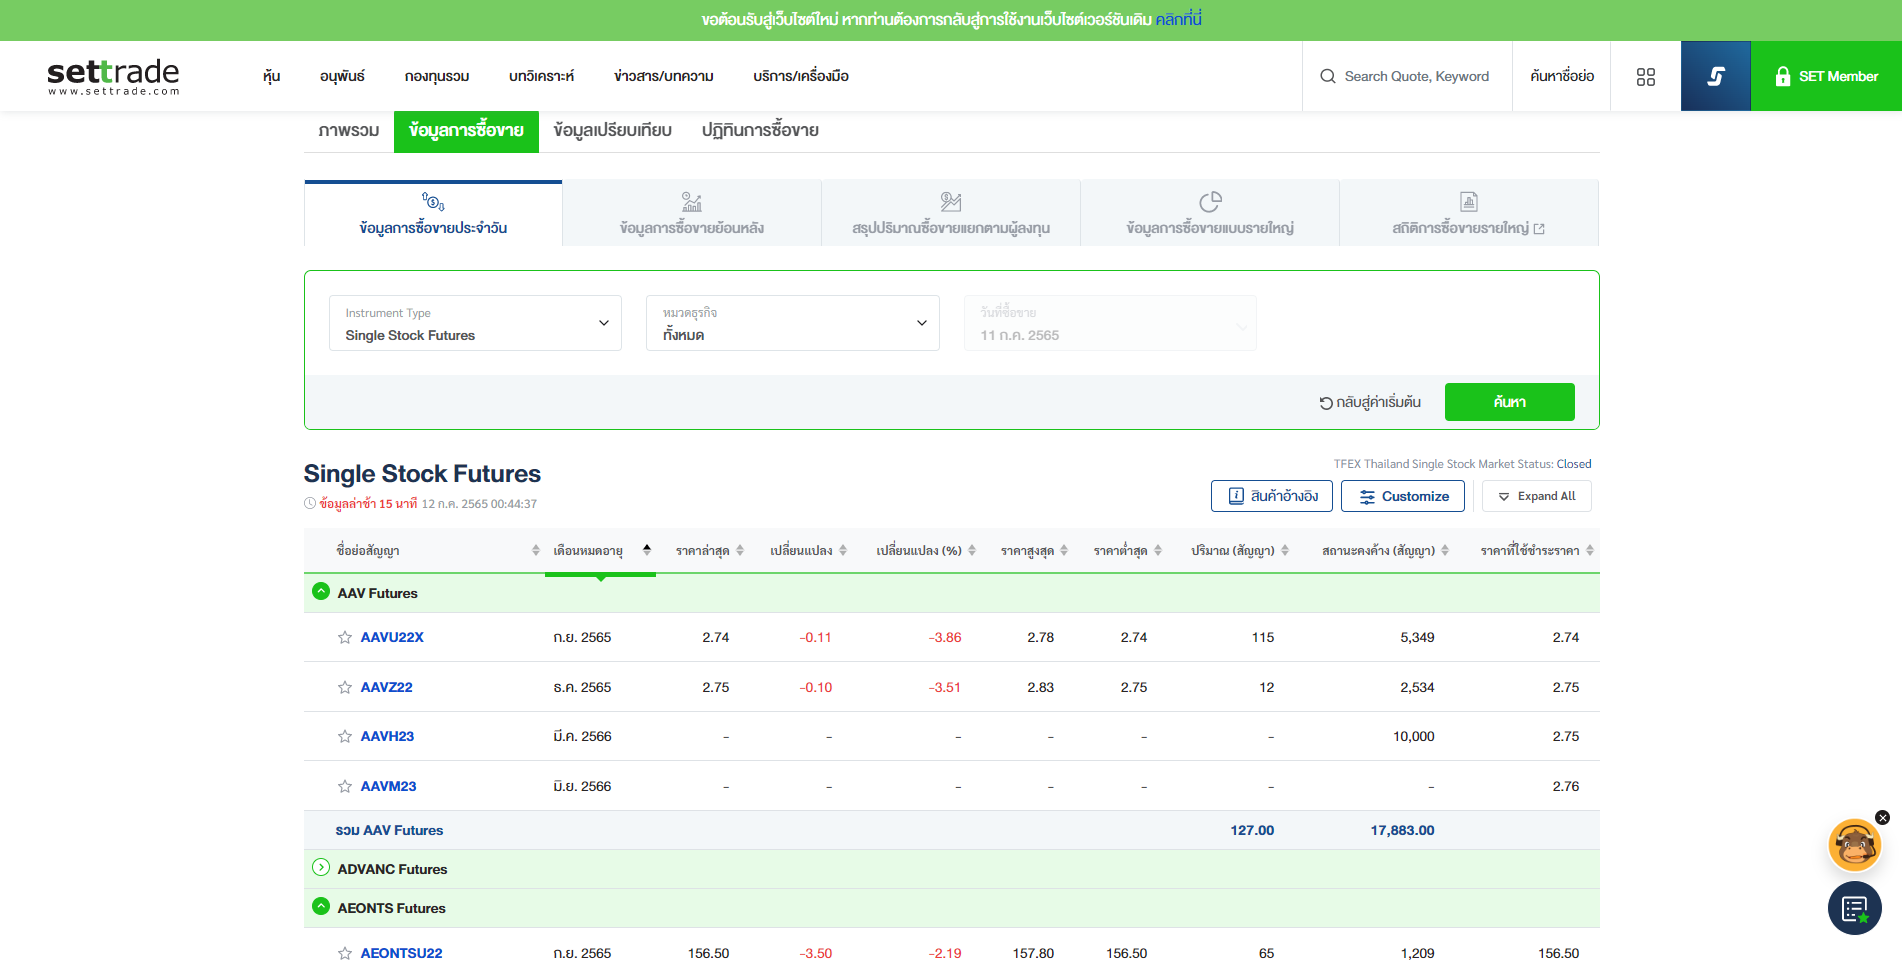 ขอต้อนรับสู่เว็บไซต์ใหม่ หากท่านต้องการกลับสู่การใช้งานเว็บไซต์เวอร์ชันเดิม คลิกที่นี่
settrade
www.settrade.com
หุ้น อนุพันธ์ กองทุนรวม บทวิเคราะห์ ข่าวสาร/บทความ บริการ/เครื่องมือ Search Quote, Keyword ค้นหาชื่อย่อ SET Member
ภาพรวม ข้อมูลการซื้อขาย ข้อมูลเปรียบเทียบ ปฏิทินการซื้อขาย
ข้อมูลการซื้อขายประจำวัน ข้อมูลการซื้อขายย้อนหลัง สรุปปริมาณซื้อขายแยกตามผู้ลงทุน ข้อมูลการซื้อขายแบบรายใหญ่ สถิติการซื้อขายรายใหญ่
Instrument Type หมวดธุรกิจ วันที่ซื้อขาย
Single Stock Futures ทั้งหมด 11 ก.ค. 2565
กลับสู่ค่าเริ่มต้น ค้นหา
Single Stock Futures
TFEX Thailand Single Stock Market Status: Closed
ข้อมูลล่าช้า 15 นาที 12 ก.ค. 2565 00:44:37
สินค้าอ้างอิง Customize Expand All
ชื่อย่อสัญญา เดือนหมดอายุ ราคาล่าสุด เปลี่ยนแปลง เปลี่ยนแปลง (%) ราคาสูงสุด ราคาต่ำสุด ปริมาณ (สัญญา) สถานะคงค้าง (สัญญา) ราคาที่ใช้ชำระราคา
AAV Futures
AAVU22X ก.ย. 2565 2.74 -0.11 -3.86 2.78 2.74 115 5,349 2.74
AAVZ22 ธ.ค. 2565 2.75 -0.10 -3.51 2.83 2.75 12 2,534 2.75
AAVH23 มี.ค. 2566 - - - - - - 10,000 2.75
AAVM23 มิ.ย. 2566 - - - - - - - 2.76
รวม AAV Futures 127.00 17,883.00
ADVANC Futures
AEONTS Futures
AEONTSU22 ก.ย. 2565 156.50 -3.50 -2.19 157.80 156.50 65 1,209 156.50